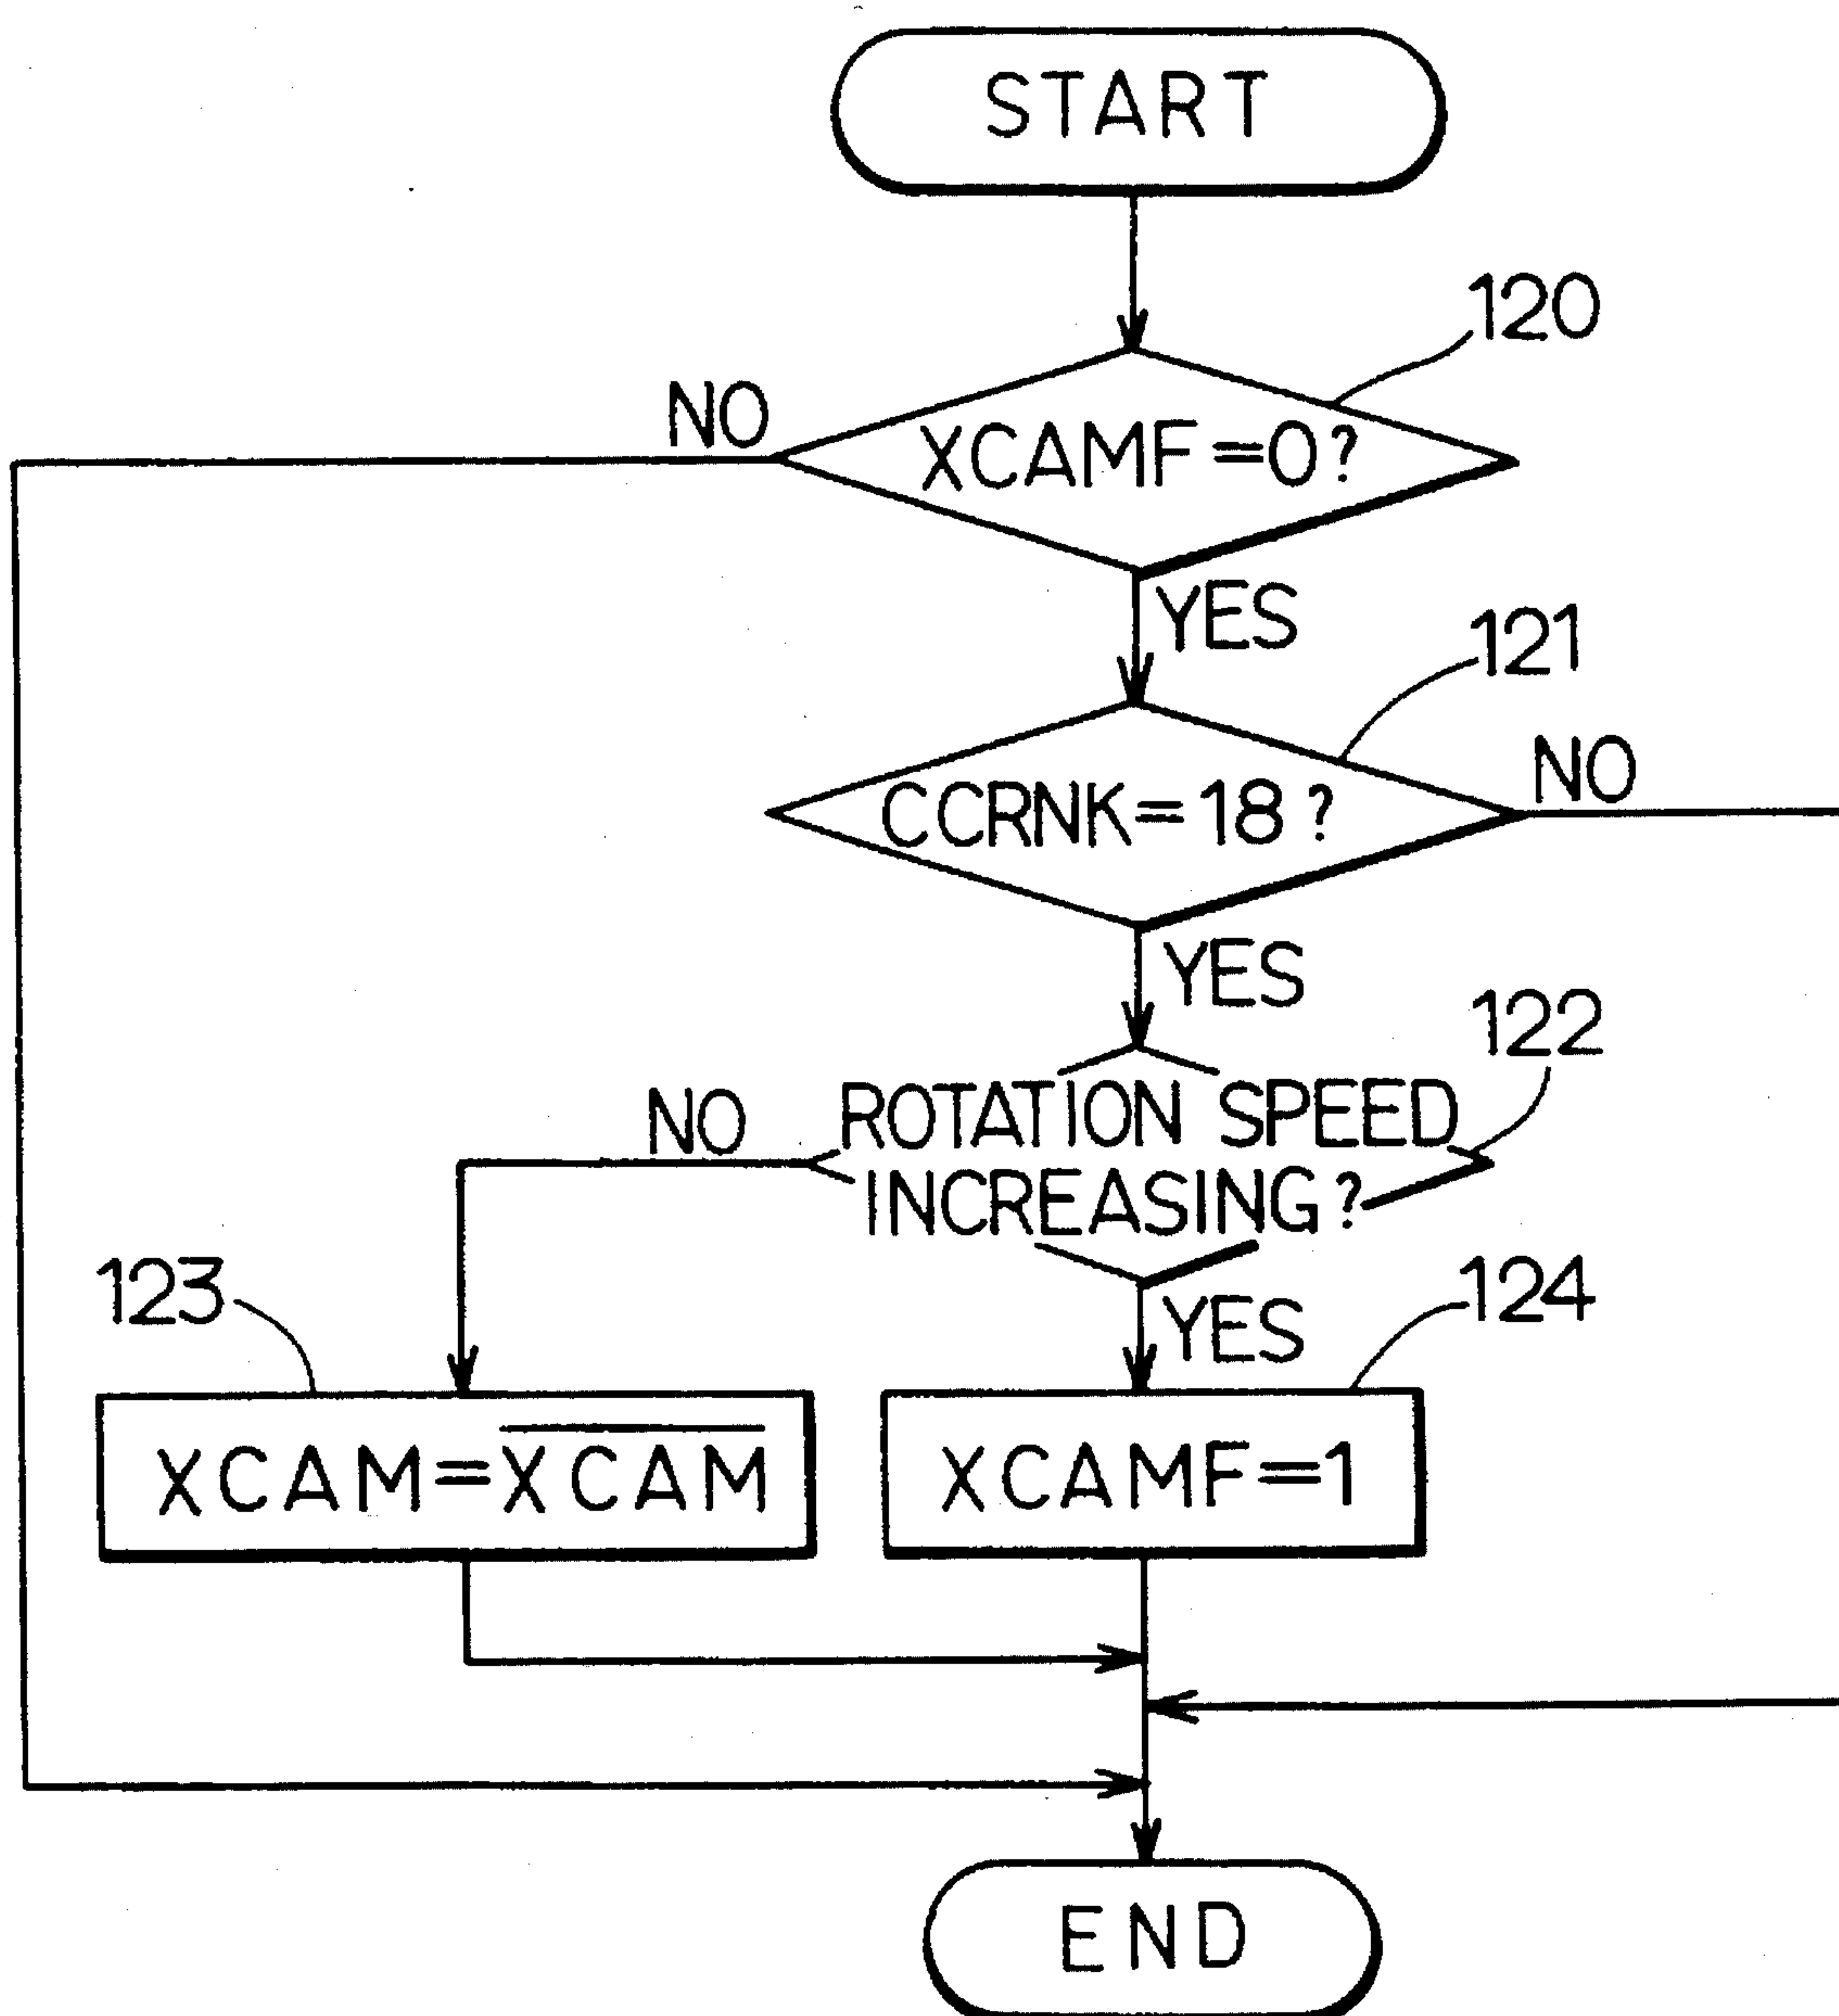 START
120
NO
XCAMF=0?
YES
121
NO
CCRNK=18?
YES
122
NO
ROTATION SPEED
INCREASING?
123
124
YES
XCAM=X̅C̅A̅M̅
XCAMF=1
END